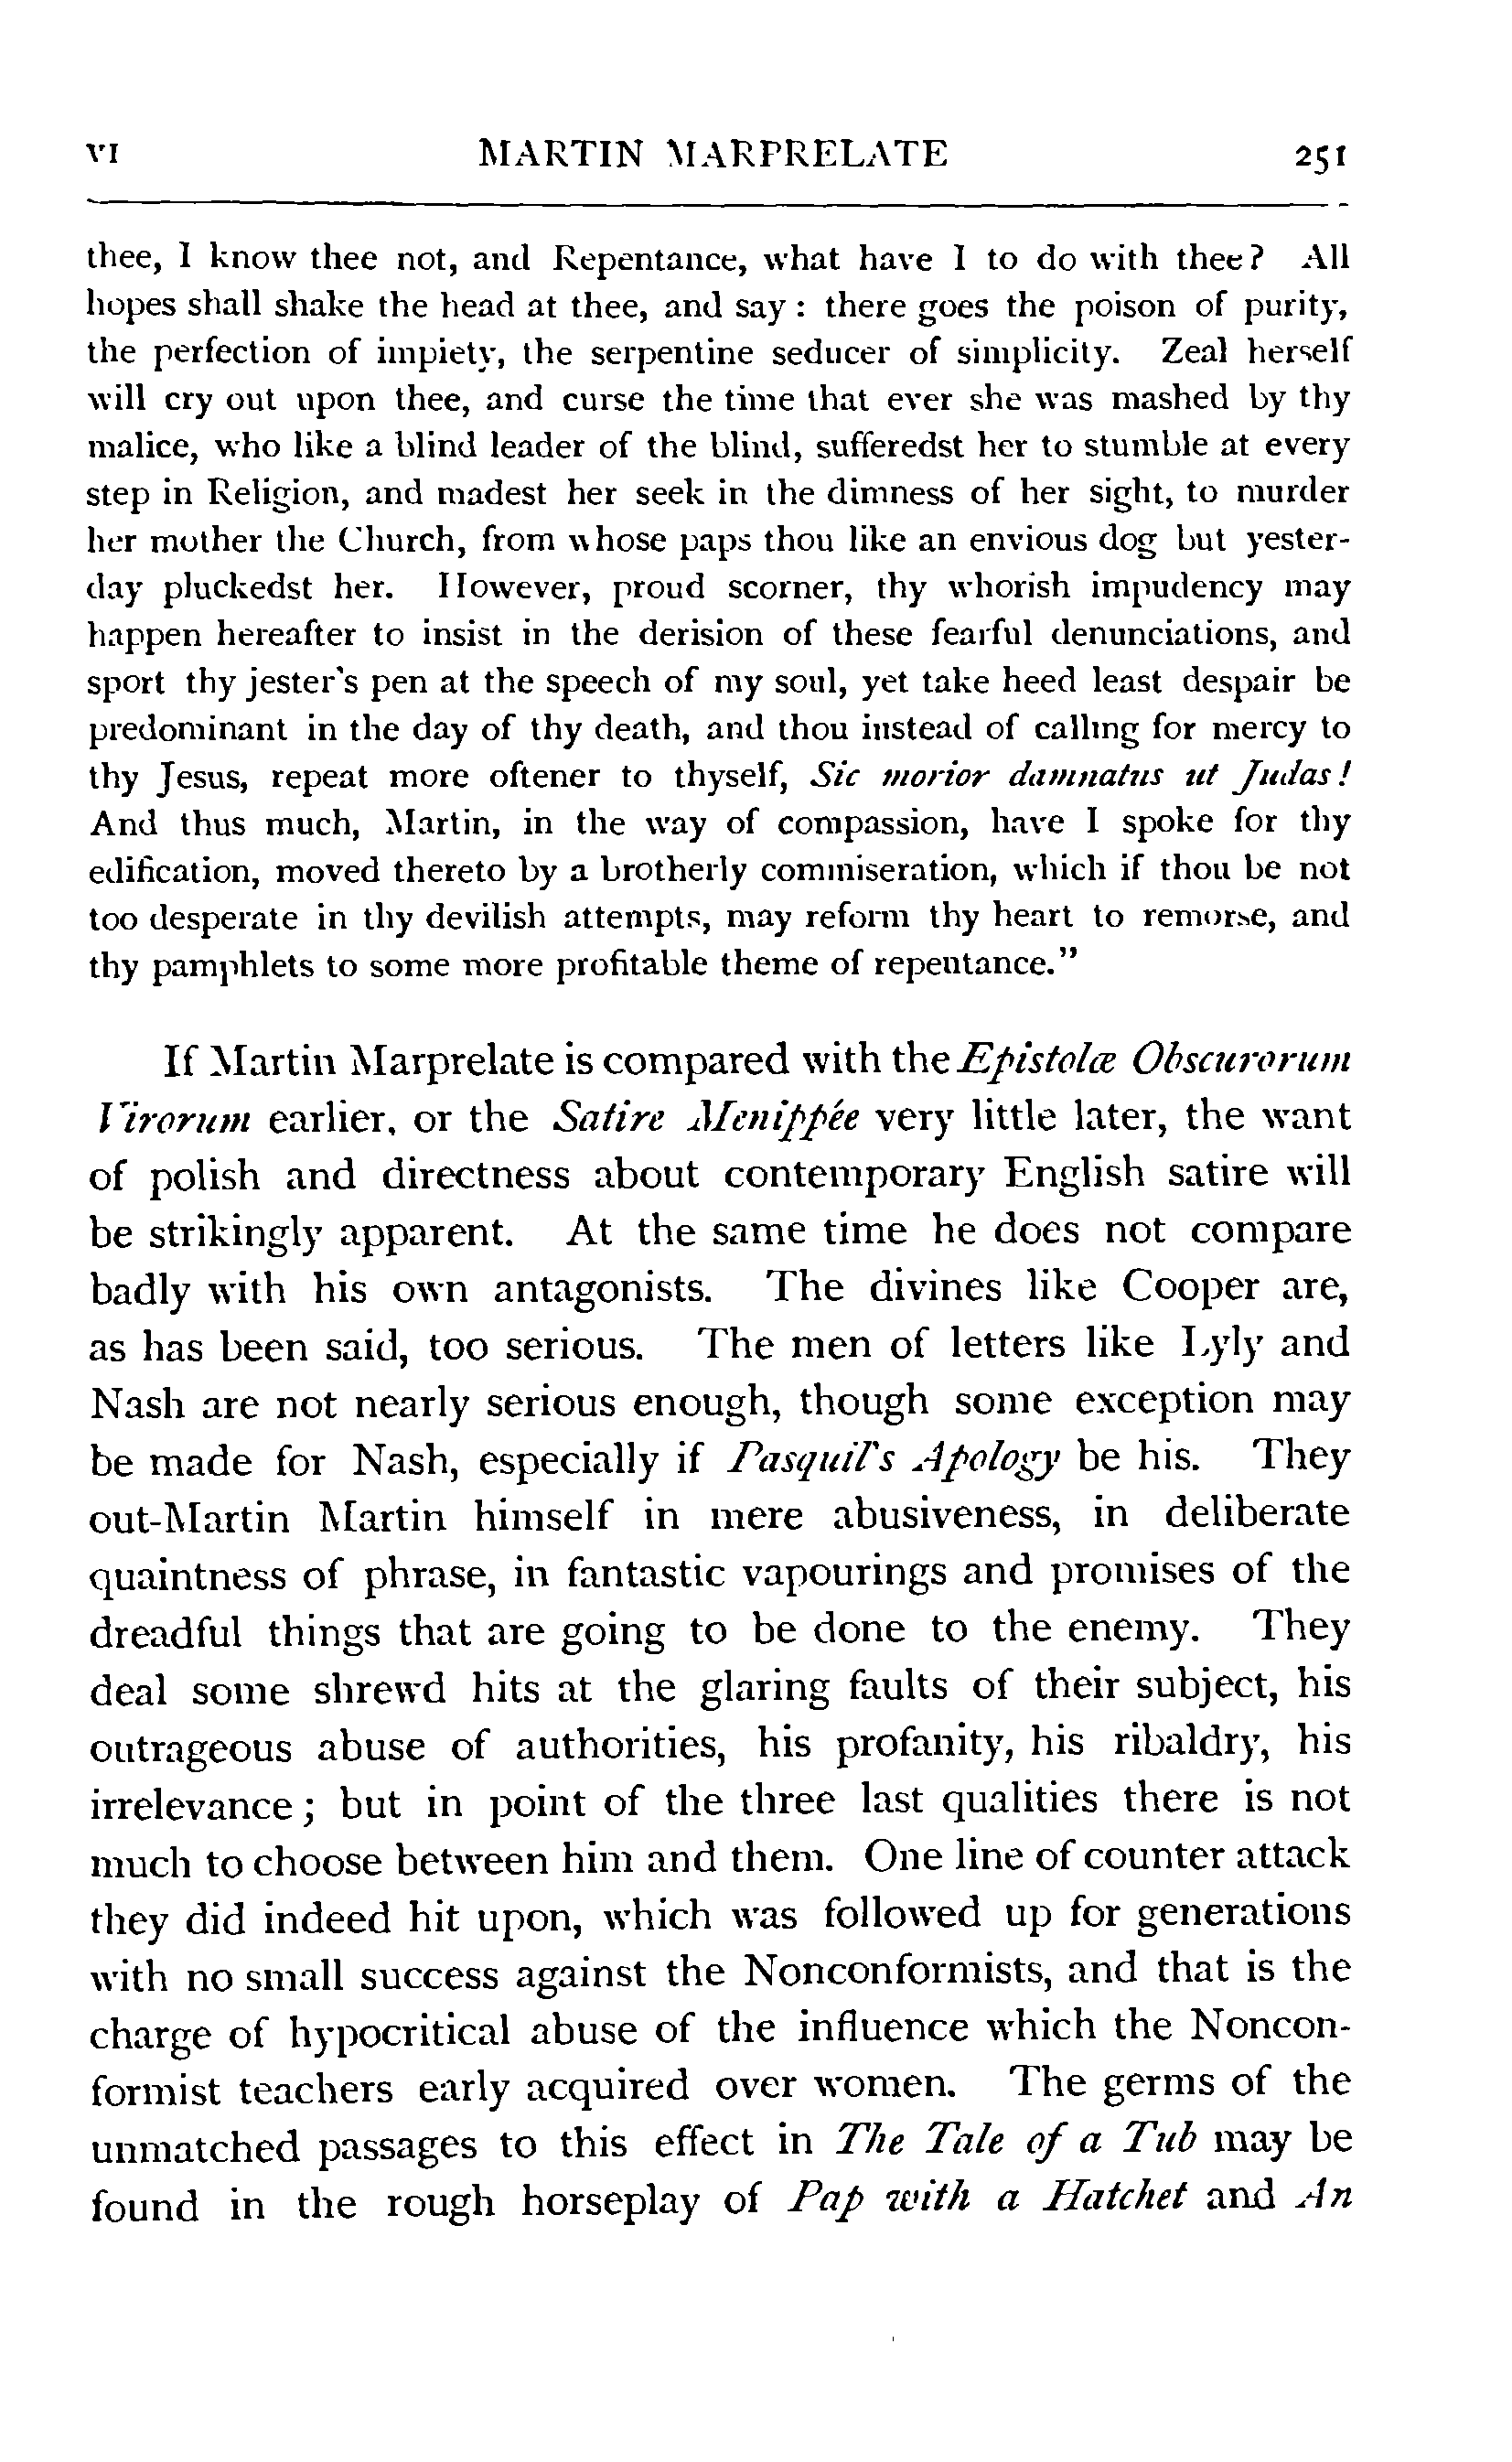 VI MARTIN MARPRELATE 251
thee, I know thee not, and Repentance, what have I to do with thee? All
hopes shall shake the head at thee, and say : there goes the poison of purity,
the perfection of impiety, the serpentine seducer of simplicity. Zeal herself
will cry out upon thee, and curse the time that ever she was mashed by thy
malice, who like a blind leader of the blind, sufferedst her to stumble at every
step in Religion, and madest her seek in the dimness of her sight, to murder
her mother the Church, from whose paps thou like an envious dog but yester-
day pluckedst her. However, proud scorner, thy whorish impudency may
happen hereafter to insist in the derision of these fearful denunciations, and
sport thy jester's pen at the speech of my soul, yet take heed least despair be
predominant in the day of thy death, and thou instead of calling for mercy to
thy Jesus, repeat more oftener to thyself, Sic morior damnatus ut Judas!
And thus much, Martin, in the way of compassion, have I spoke for thy
edification, moved thereto by a brotherly commiseration, which if thou be not
too desperate in thy devilish attempts, may reform thy heart to remorse, and
thy pamphlets to some more profitable theme of repentance."
If Martin Marprelate is compared with the Epistolæ Obscurorum
Virorum earlier, or the Satire Menippée very little later, the want
of polish and directness about contemporary English satire will
be strikingly apparent. At the same time he does not compare
badly with his own antagonists. The divines like Cooper are,
as has been said, too serious. The men of letters like Lyly and
Nash are not nearly serious enough, though some exception may
be made for Nash, especially if Pasquil's Apology be his. They
out-Martin Martin himself in mere abusiveness, in deliberate
quaintness of phrase, in fantastic vapourings and promises of the
dreadful things that are going to be done to the enemy. They
deal some shrewd hits at the glaring faults of their subject, his
outrageous abuse of authorities, his profanity, his ribaldry, his
irrelevance ; but in point of the three last qualities there is not
much to choose between him and them. One line of counter attack
they did indeed hit upon, which was followed up for generations
with no small success against the Nonconformists, and that is the
charge of hypocritical abuse of the influence which the Noncon-
formist teachers early acquired over women. The germs of the
unmatched passages to this effect in The Tale of a Tub may be
found in the rough horseplay of Pap with a Hatchet and An